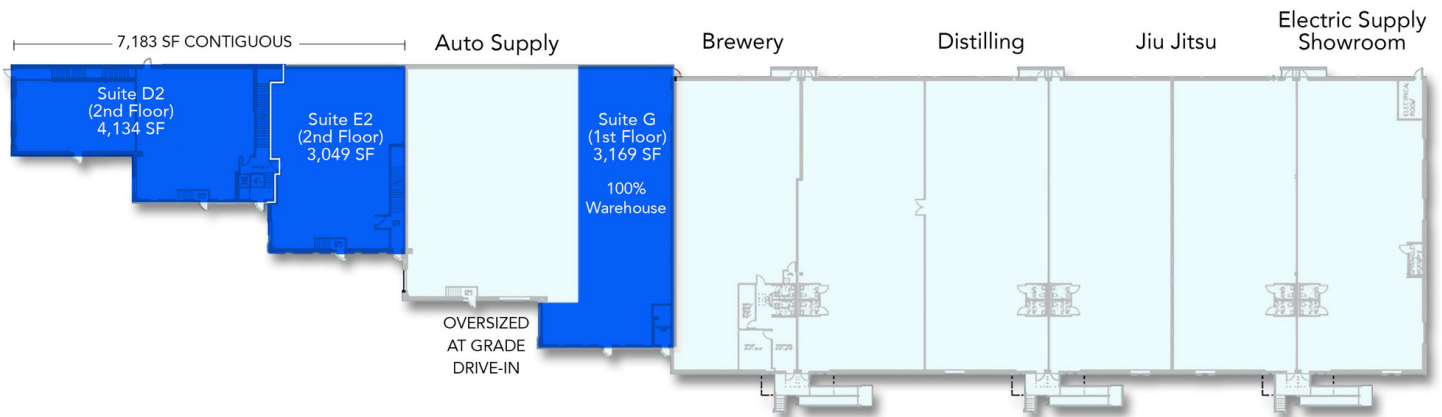 7,183 SF CONTIGUOUS
Auto Supply
Brewery
Distilling
Jiu Jitsu
Electric Supply
Showroom
Suite D2
(2nd Floor)
4,134 SF
Suite E2
(2nd Floor)
3,049 SF
Suite G
(1st Floor)
3,169 SF
100%
Warehouse
ELECTRICAL
ROOM
OVERSIZED
AT GRADE
DRIVE-IN